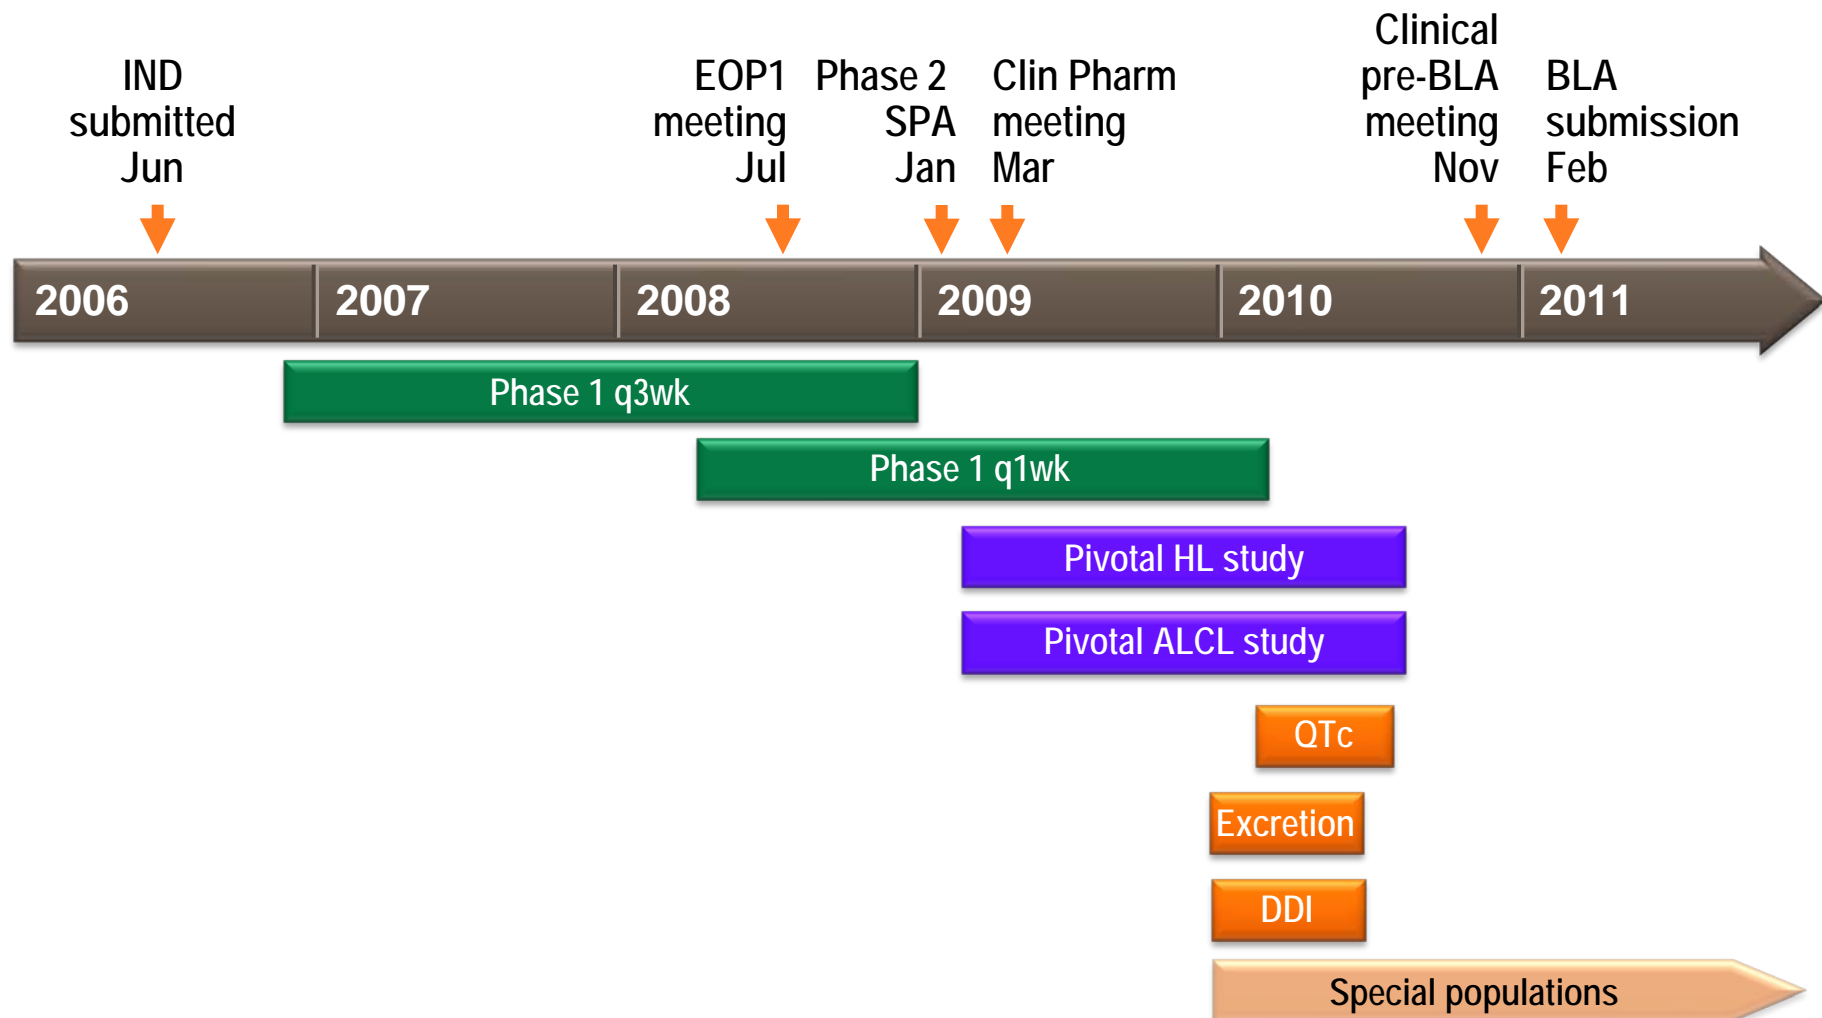 IND
submitted
Jun
EOP1
meeting
Jul
Phase 2
SPA
Jan
Clin Pharm
meeting
Mar
Clinical
pre-BLA
meeting
Nov
BLA
submission
Feb
2006
2007
2008
2009
2010
2011
Phase 1 q3wk
Phase 1 q1wk
Pivotal HL study
Pivotal ALCL study
QTc
Excretion
DDI
Special populations